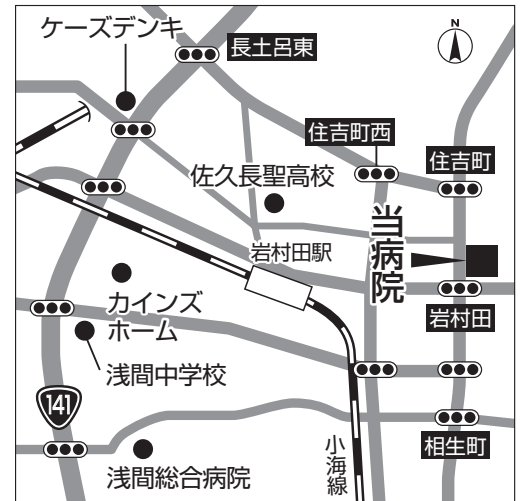 ケーズデンキ
長土呂東
N
住吉町西
住吉町
佐久長聖高校
当病院
岩村田駅
カインズ
ホーム
岩村田
浅間中学校
141
相生町
小海線
浅間総合病院